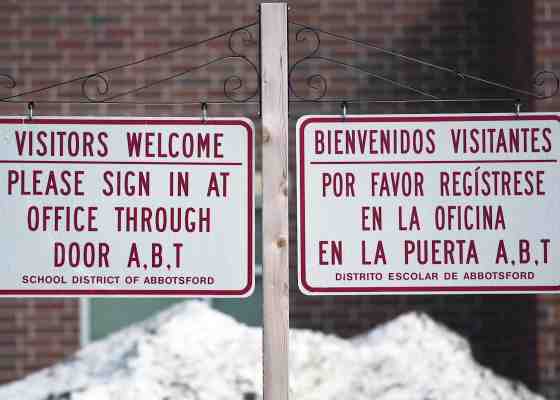 VISITORS WELCOME
PLEASE SIGN IN AT
OFFICE THROUGH
DOOR A,B,T
SCHOOL DISTRICT OF ABBOTSFORD
BIENVENIDOS VISITANTES
POR FAVOR REGÍSTRESE
EN LA OFICINA
EN LA PUERTA A,B,T
DISTRITO ESCOLAR DE ABBOTSFORD